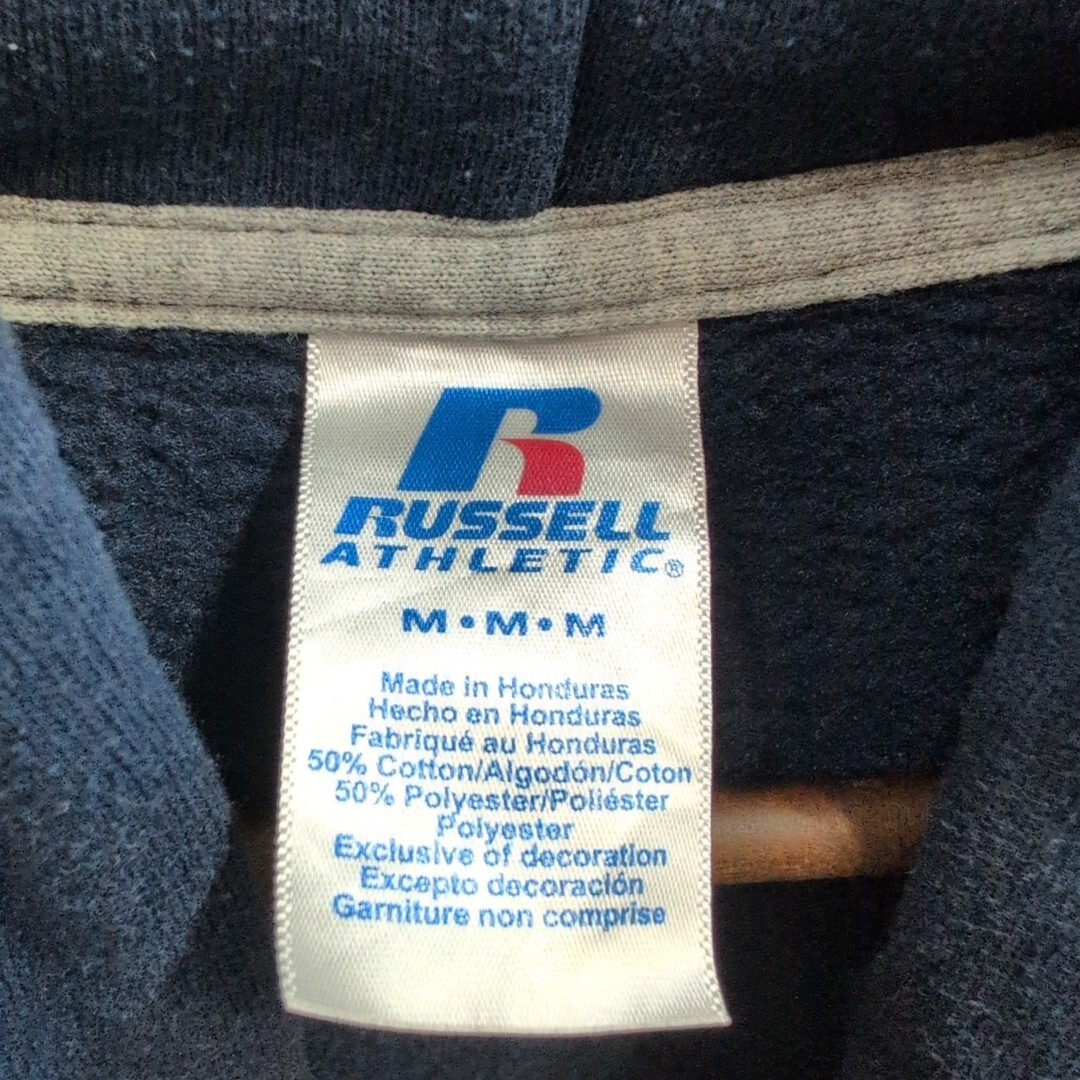 R
RUSSELL
ATHLETIC®
M•M•M
Made in Honduras
Hecho en Honduras
Fabriqué au Honduras
50% Cotton/Algodón/Coton
50% Polyester/Poliéster
Polyester
Exclusive of decoration
Excepto decoración
Garniture non comprise